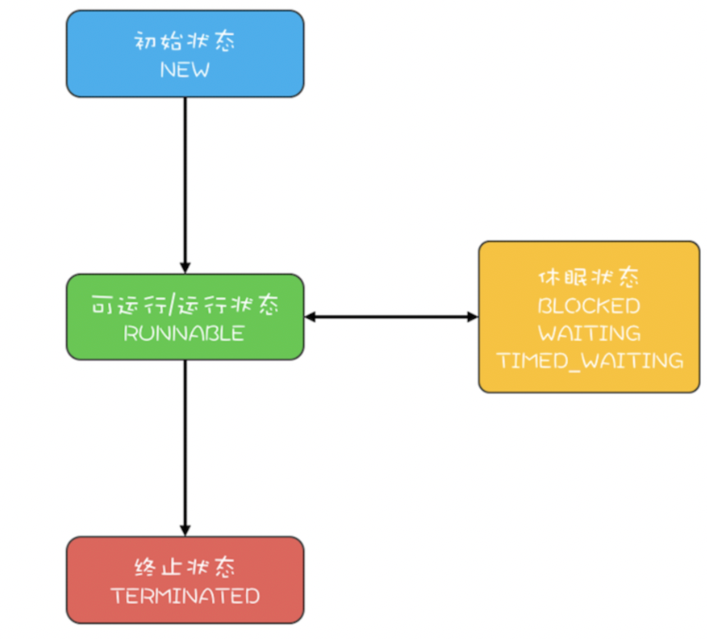 初始状态
NEW
可运行/运行状态
RUNNABLE
休眠状态
BLOCKED
WAITING
TIMED_WAITING
终止状态
TERMINATED